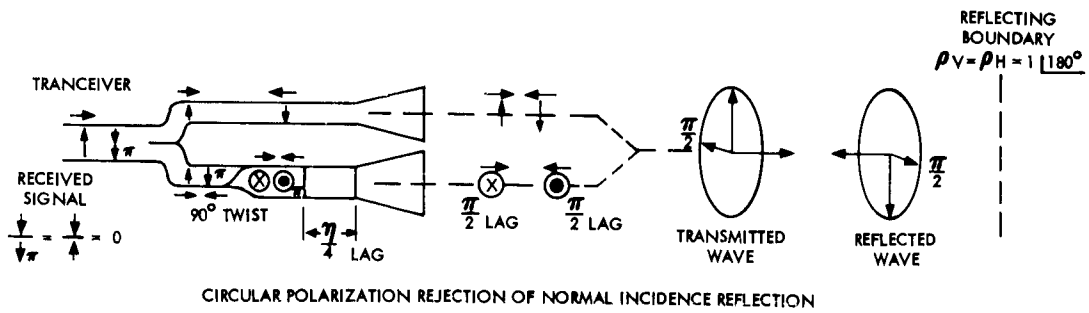 REFLECTING
BOUNDARY
ρV = ρH = 1 |180°
TRANCEIVER
π
RECEIVED
SIGNAL
π = = 0
90° TWIST
π
π
η/4 LAG
π/2 LAG
π/2 LAG
π/2
TRANSMITTED
WAVE
π/2
REFLECTED
WAVE
CIRCULAR POLARIZATION REJECTION OF NORMAL INCIDENCE REFLECTION